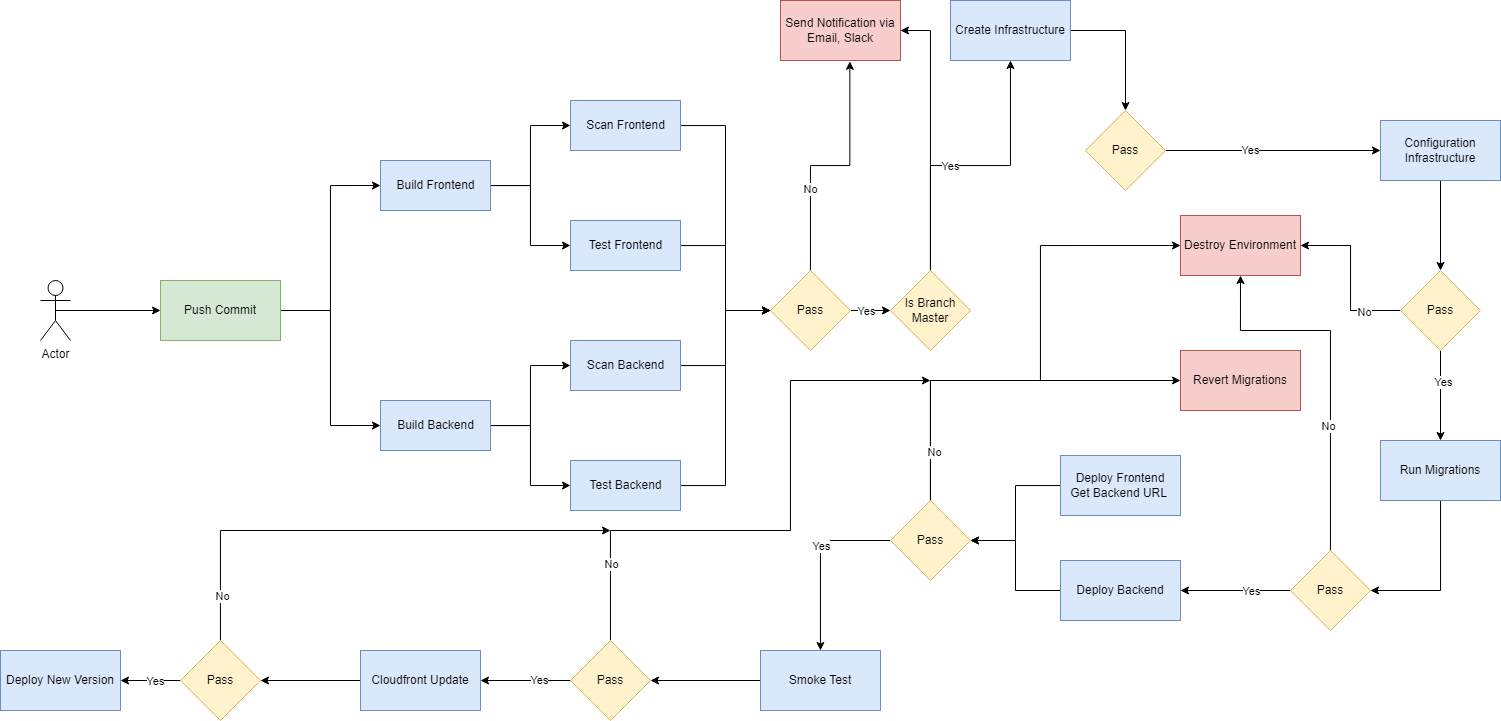 Send Notification via
Email, Slack
Create Infrastructure
Scan Frontend
Pass
Yes
Configuration
Infrastructure
Yes
Build Frontend
No
Test Frontend
Destroy Environment
Push Commit
Pass
Yes
Is Branch
Master
No
Pass
Actor
Scan Backend
Revert Migrations
Yes
Build Backend
No
No
Test Backend
Deploy Frontend
Get Backend URL
Run Migrations
Pass
Yes
No
Deploy Backend
Yes
Pass
No
Deploy New Version
Yes
Pass
Cloudfront Update
Yes
Pass
Smoke Test